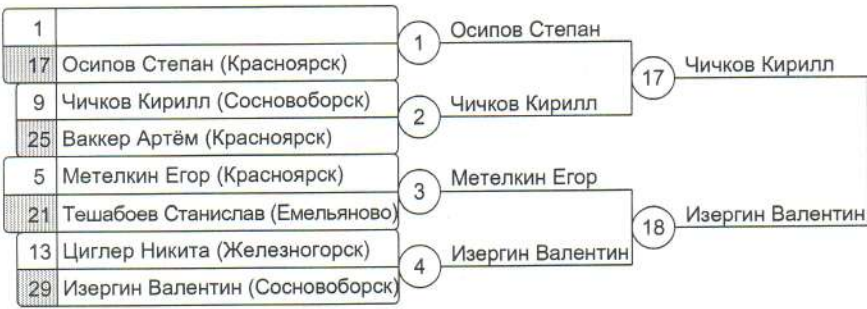 1
17 Осипов Степан (Красноярск)
1 Осипов Степан
9 Чичков Кирилл (Сосновоборск)
25 Ваккер Артём (Красноярск)
2 Чичков Кирилл
17 Чичков Кирилл
5 Метелкин Егор (Красноярск)
21 Тешабоев Станислав (Емельяново)
3 Метелкин Егор
13 Циглер Никита (Железногорск)
29 Изергин Валентин (Сосновоборск)
4 Изергин Валентин
18 Изергин Валентин